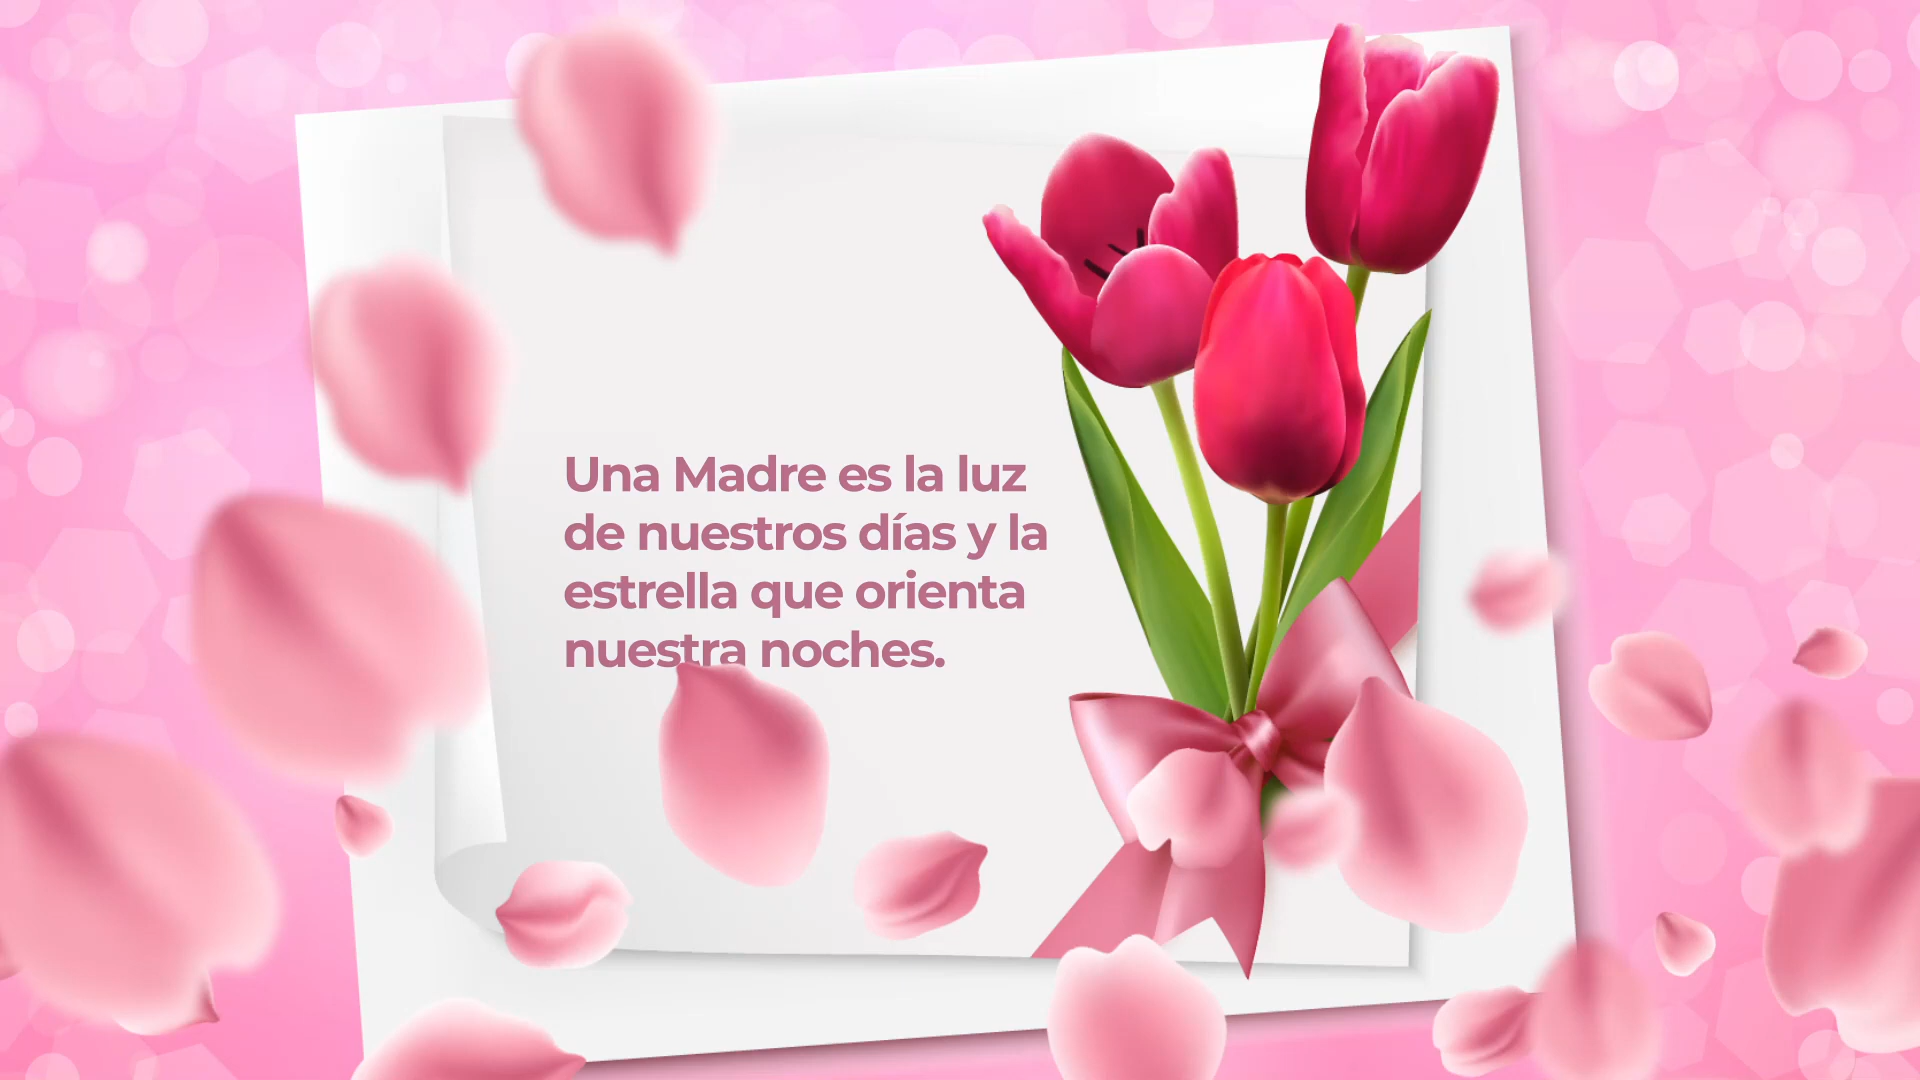 Una Madre es la luz
de nuestros días y la
estrella que orienta
nuestra noches.